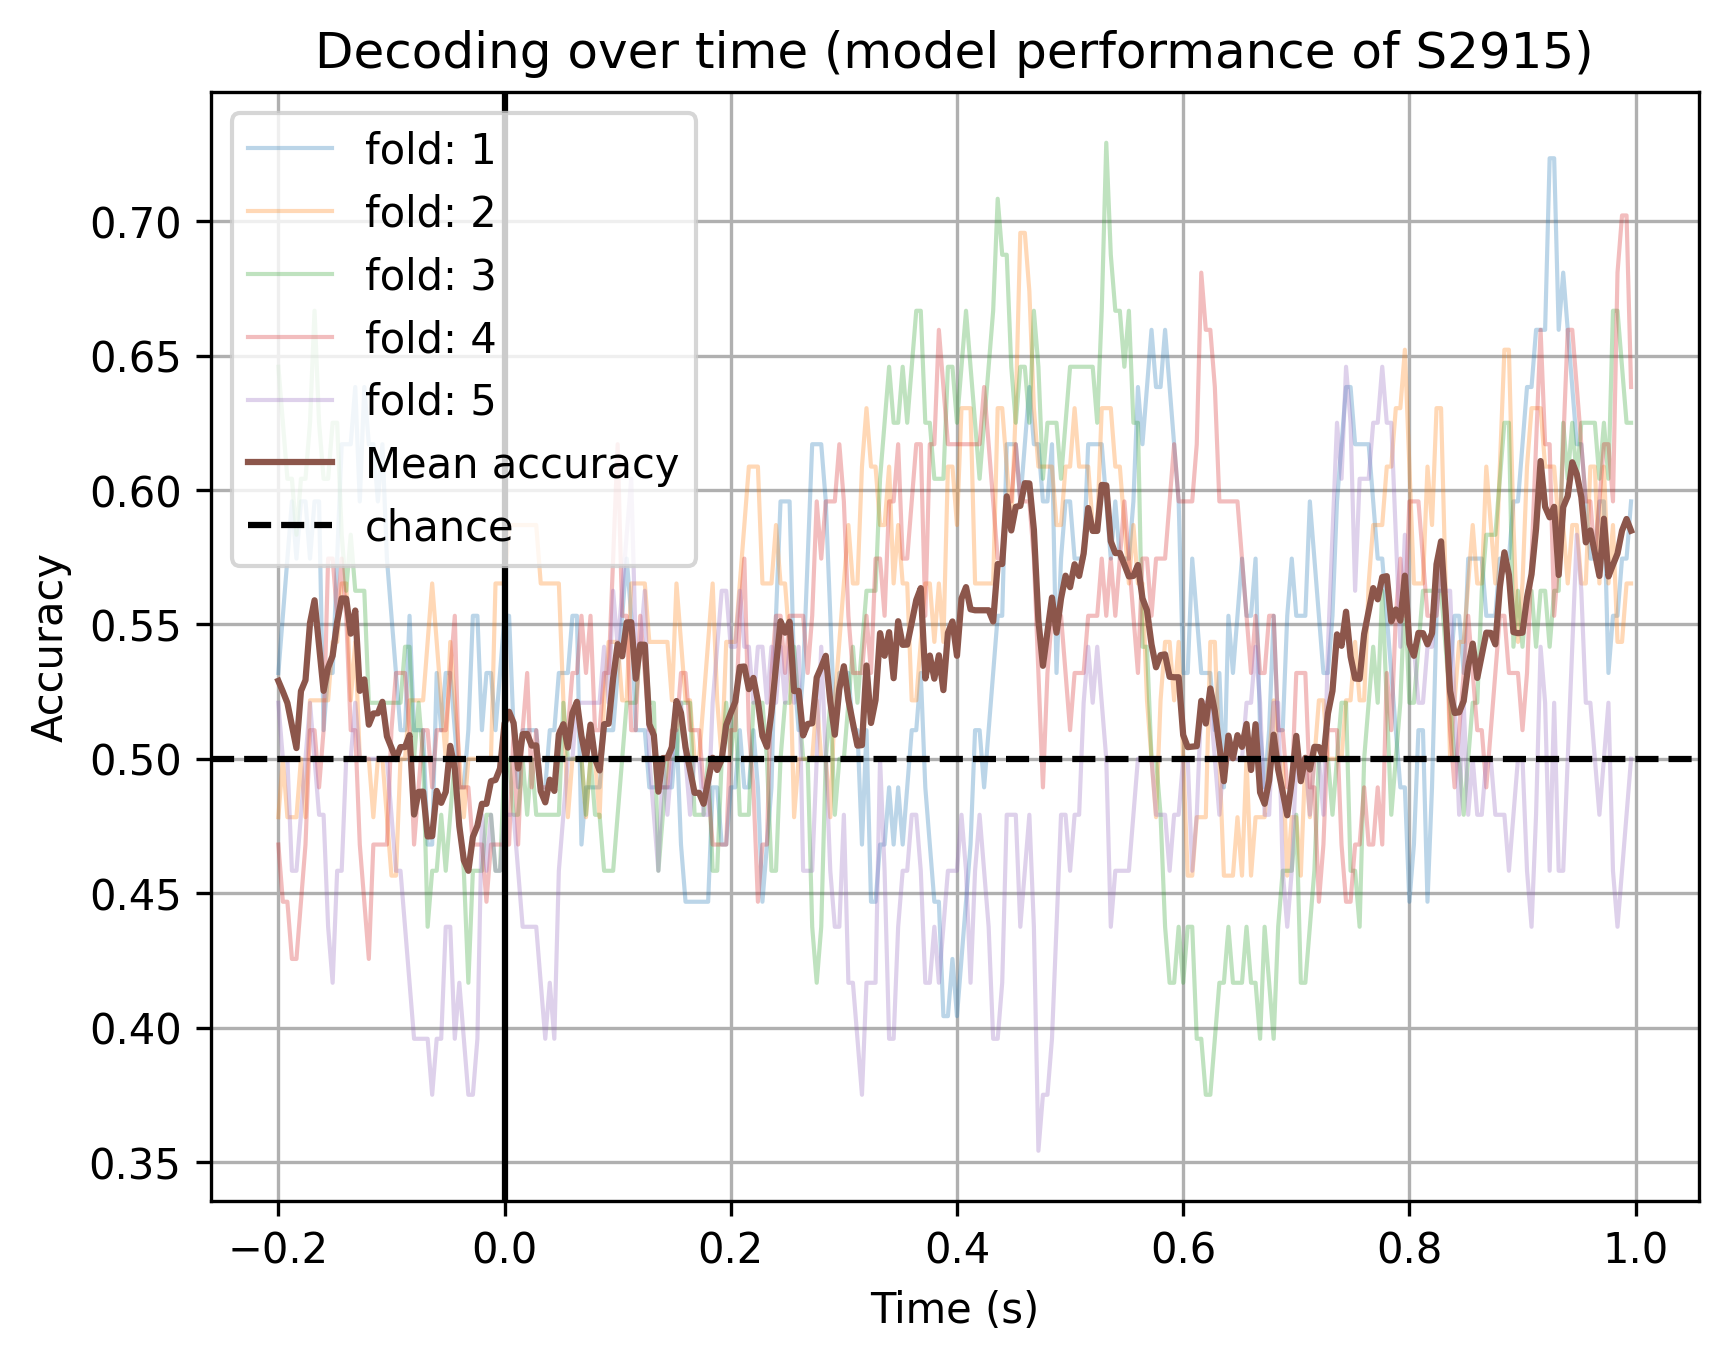 Decoding over time (model performance of S2915)
fold: 1
fold: 2
fold: 3
fold: 4
fold: 5
Mean accuracy
chance
Accuracy
0.70
0.65
0.60
0.55
0.50
0.45
0.40
0.35
−0.2 0.0 0.2 0.4 0.6 0.8 1.0
Time (s)